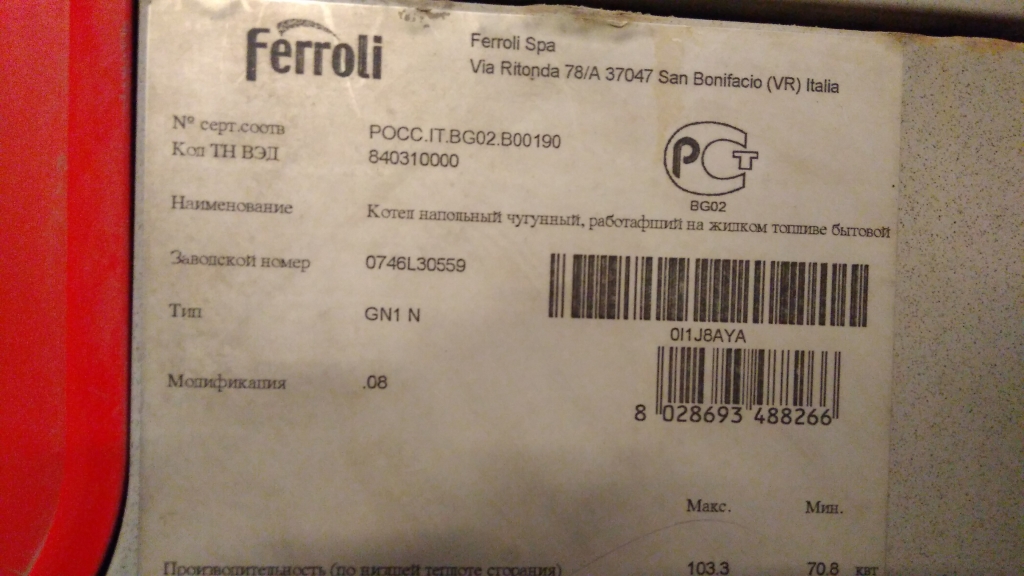 Ferroli
Ferroli Spa
Via Ritonda 78/A 37047 San Bonifacio (VR) Italia
№ серт.соотв РОСС.IT.BG02.B00190
Код ТН ВЭД 840310000
РСТ
BG02
Наименование Котел напольный чугунный, работафший на жидком топливе бытовой
Заводской номер 0746L30559
0I1J8AYA
Тип GN1 N
Модификация .08
8 028693 488266
Макс. Мин.
Производительность (по низшей теплоте сгорания) 103.3 70.8 квт